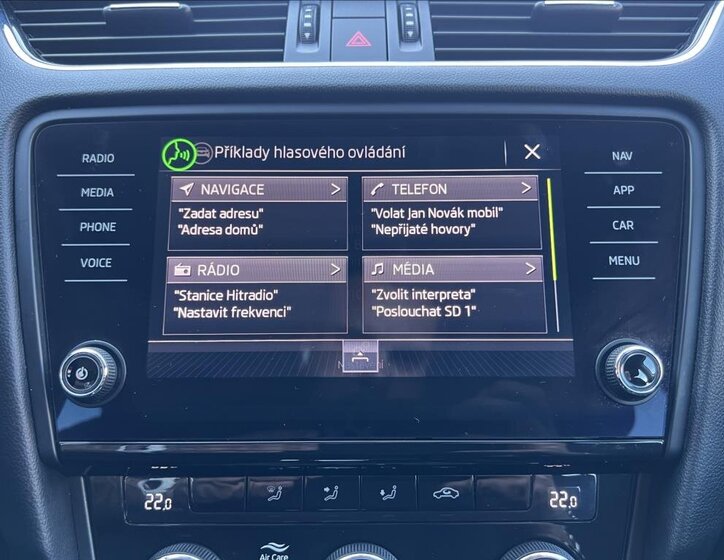 Příklady hlasového ovládání
RADIO
MEDIA
PHONE
VOICE
NAVIGACE
"Zadat adresu"
"Adresa domů"
TELEFON
"Volat Jan Novák mobil"
"Nepřijaté hovory"
RÁDIO
"Stanice Hitradio"
"Nastavit frekvenci"
MÉDIA
"Zvolit interpreta"
"Poslouchat SD 1"
NAV
APP
CAR
MENU
22.0
22.0
Air Care